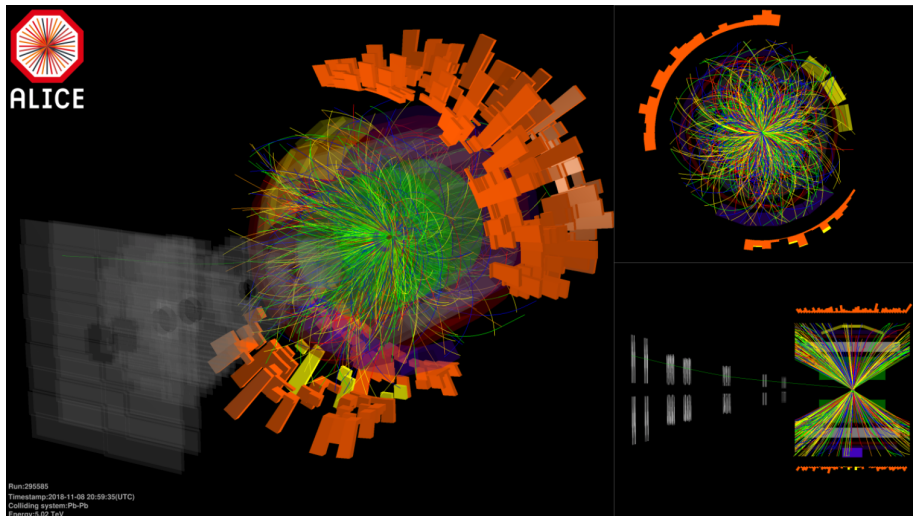 ALICE
Run:295585
Timestamp:2018-11-08 20:59:35(UTC)
Colliding system:Pb-Pb
Energy:5.02 TeV